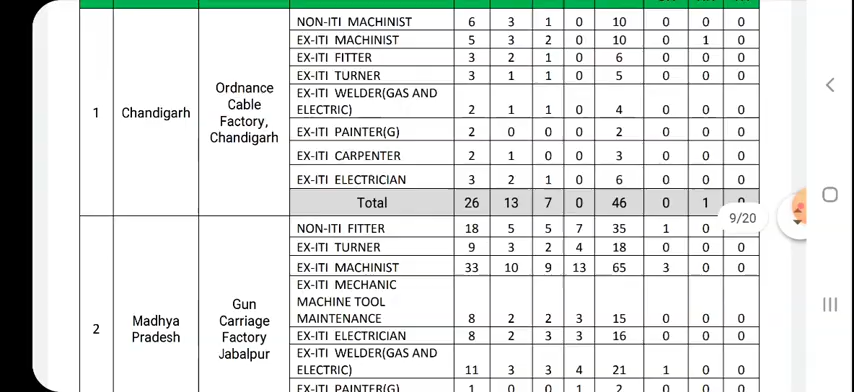 NON-ITI MACHINIST 6 3 1 0 10 0 0 0
EX-ITI MACHINIST 5 3 2 0 10 0 1 0
EX-ITI FITTER 3 2 1 0 6 0 0 0
EX-ITI TURNER 3 1 1 0 5 0 0 0
1 Chandigarh Ordnance
Cable
Factory,
Chandigarh
EX-ITI WELDER(GAS AND
ELECTRIC) 2 1 1 0 4 0 0 0
EX-ITI PAINTER(G) 2 0 0 0 2 0 0 0
EX-ITI CARPENTER 2 1 0 0 3 0 0 0
EX-ITI ELECTRICIAN 3 2 1 0 6 0 0 0
Total 26 13 7 0 46 0 1
9/20
NON-ITI FITTER 18 5 5 7 35 1 0
EX-ITI TURNER 9 3 2 4 18 0 0 0
EX-ITI MACHINIST 33 10 9 13 65 3 0 0
2 Madhya
Pradesh
Gun
Carriage
Factory
Jabalpur
EX-ITI MECHANIC
MACHINE TOOL
MAINTENANCE 8 2 2 3 15 0 0 0
EX-ITI ELECTRICIAN 8 2 3 3 16 0 0 0
EX-ITI WELDER(GAS AND
ELECTRIC) 11 3 3 4 21 1 0 0
EX-ITI PAINTER(G) 1 0 0 1 2 0 0 0